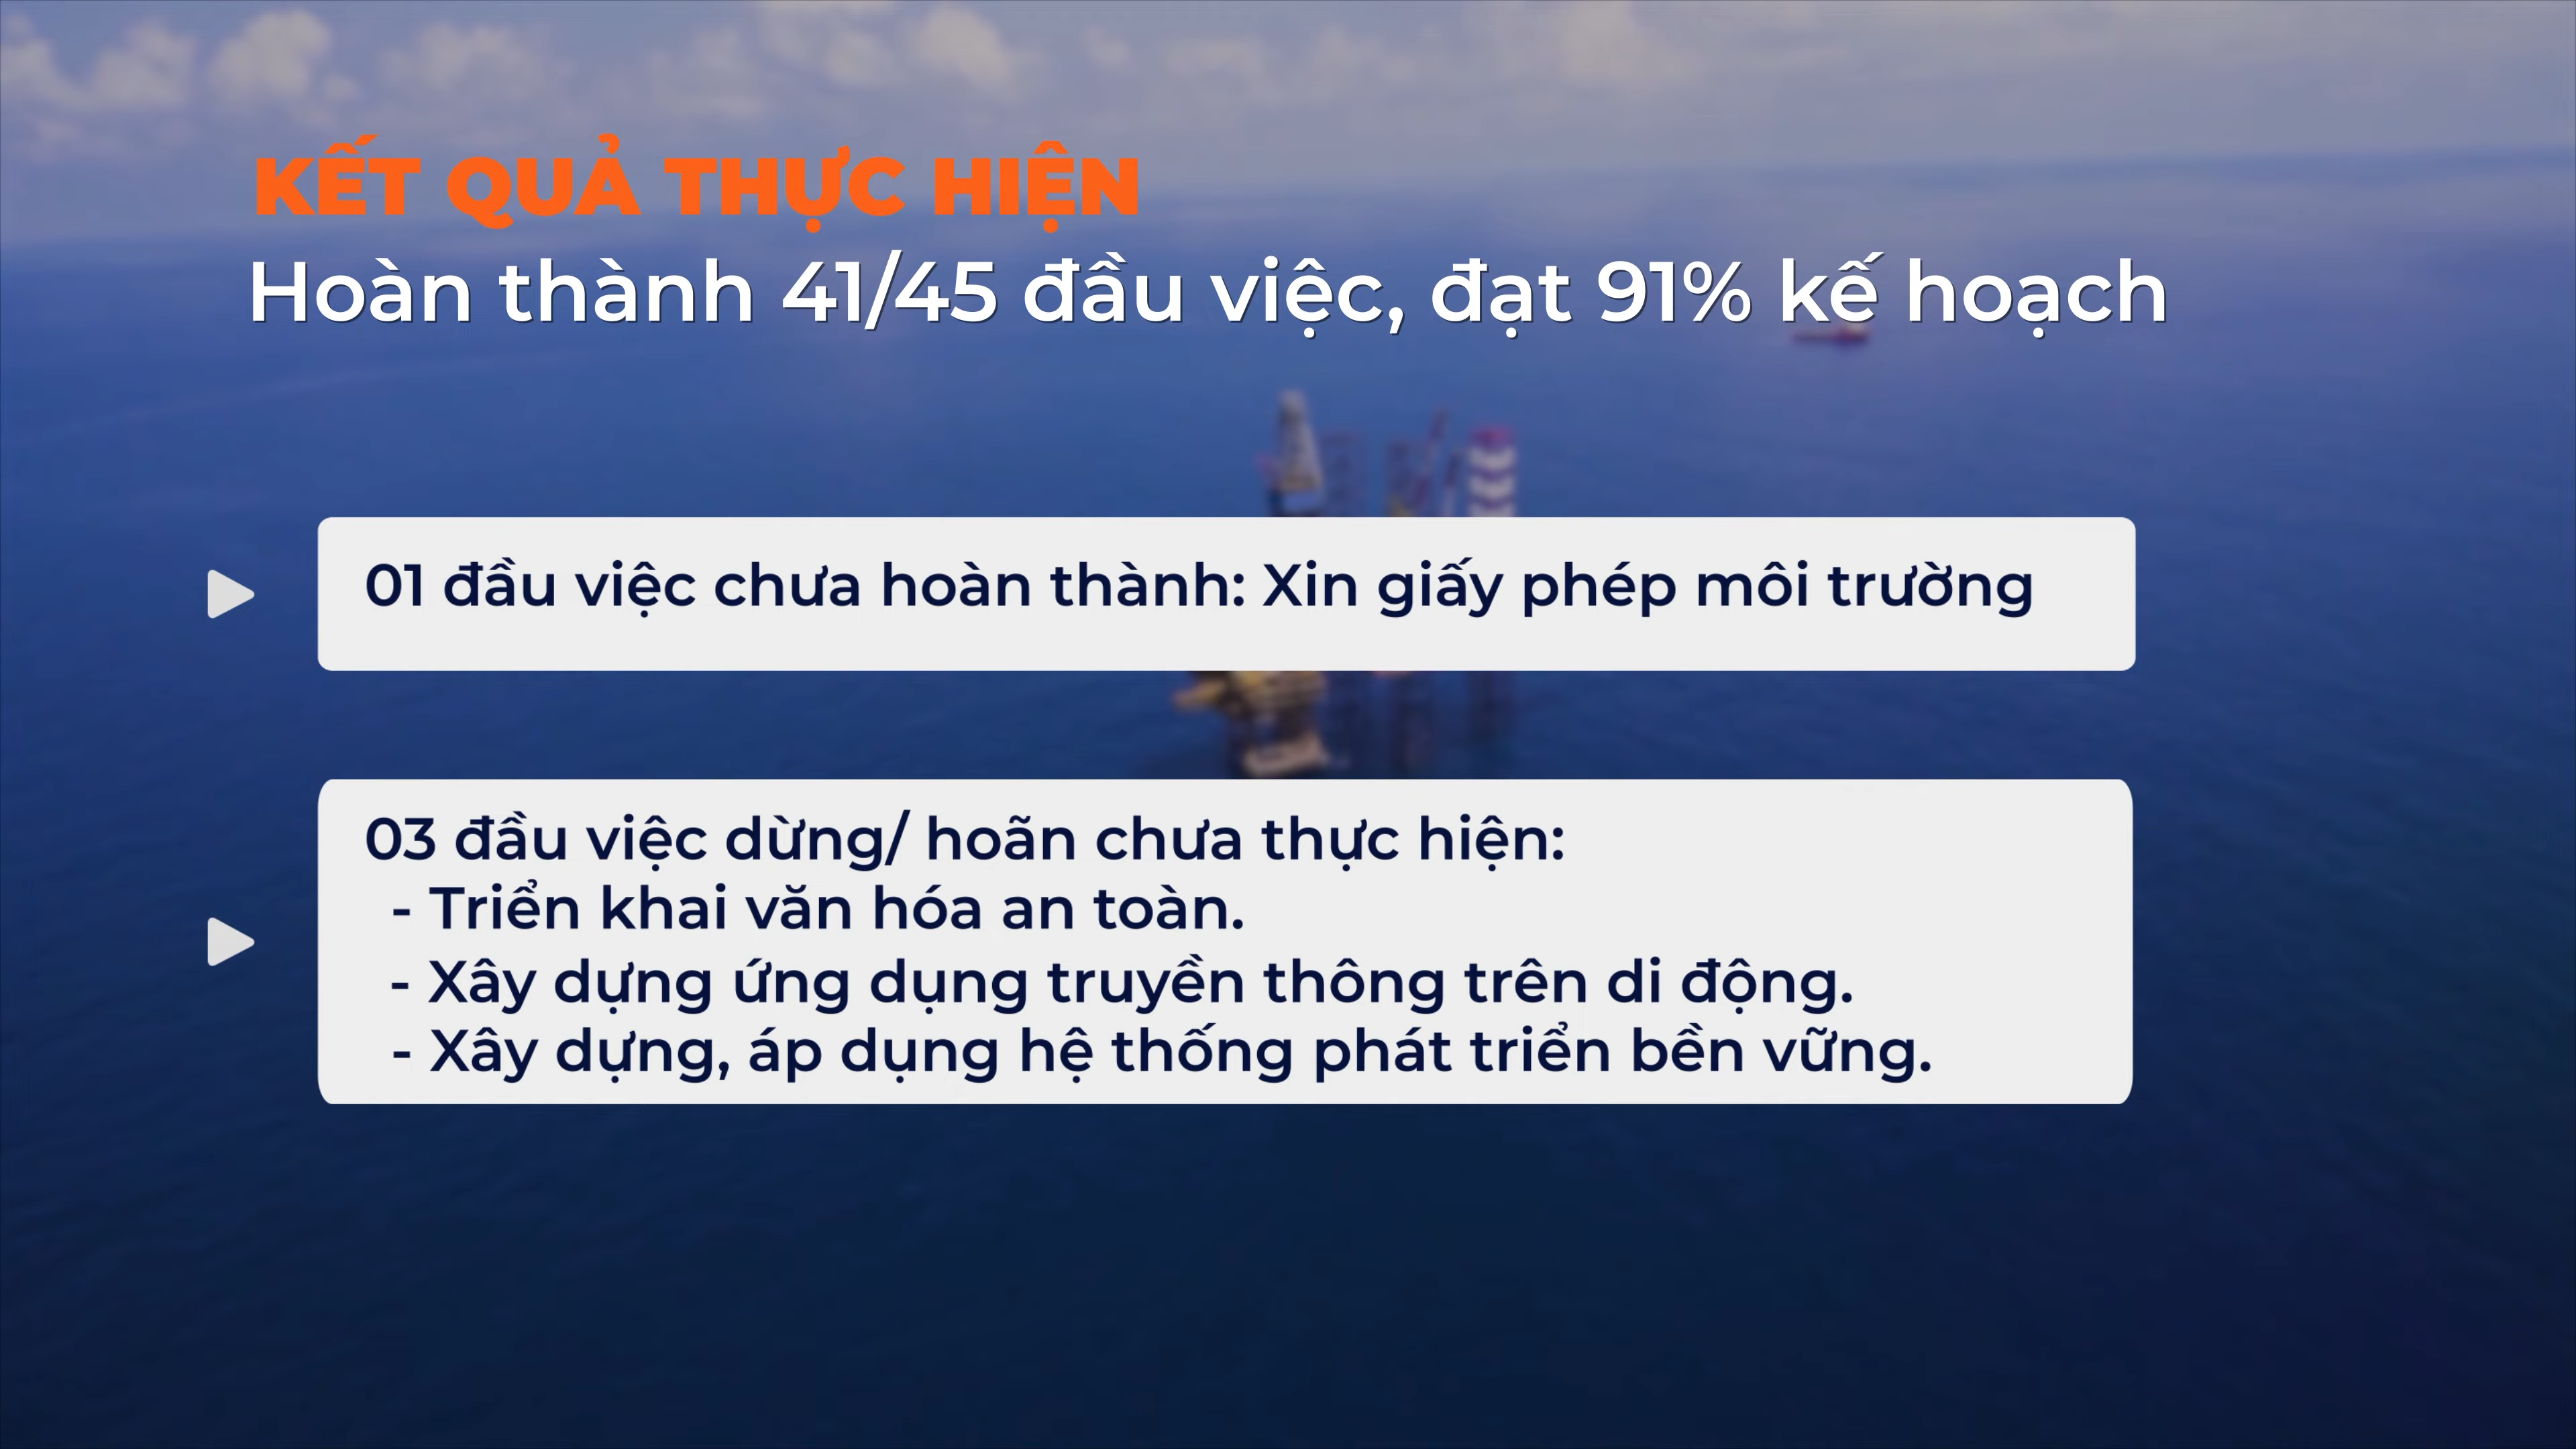 KẾT QUẢ THỰC HIỆN
Hoàn thành 41/45 đầu việc, đạt 91% kế hoạch
01 đầu việc chưa hoàn thành: Xin giấy phép môi trường
03 đầu việc dừng/ hoãn chưa thực hiện:
- Triển khai văn hóa an toàn.
- Xây dựng ứng dụng truyền thông trên di động.
- Xây dựng, áp dụng hệ thống phát triển bền vững.